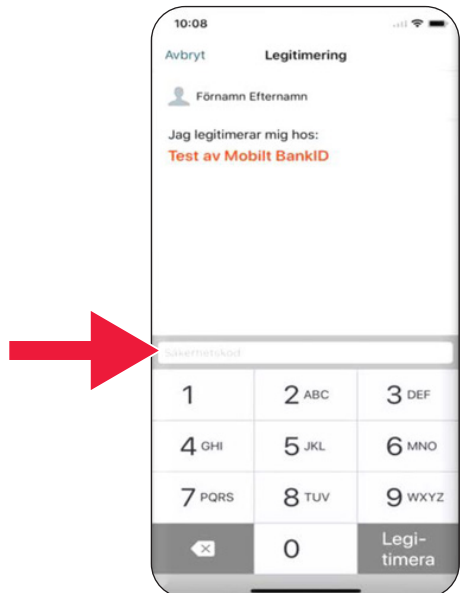 10:08
Avbryt Legitimering
Förnamn Efternamn
Jag legitimerar mig hos:
Test av Mobilt BankID
Säkerhetskod
1 2 ABC 3 DEF
4 GHI 5 JKL 6 MNO
7 PQRS 8 TUV 9 WXYZ
0 Legi-
timera